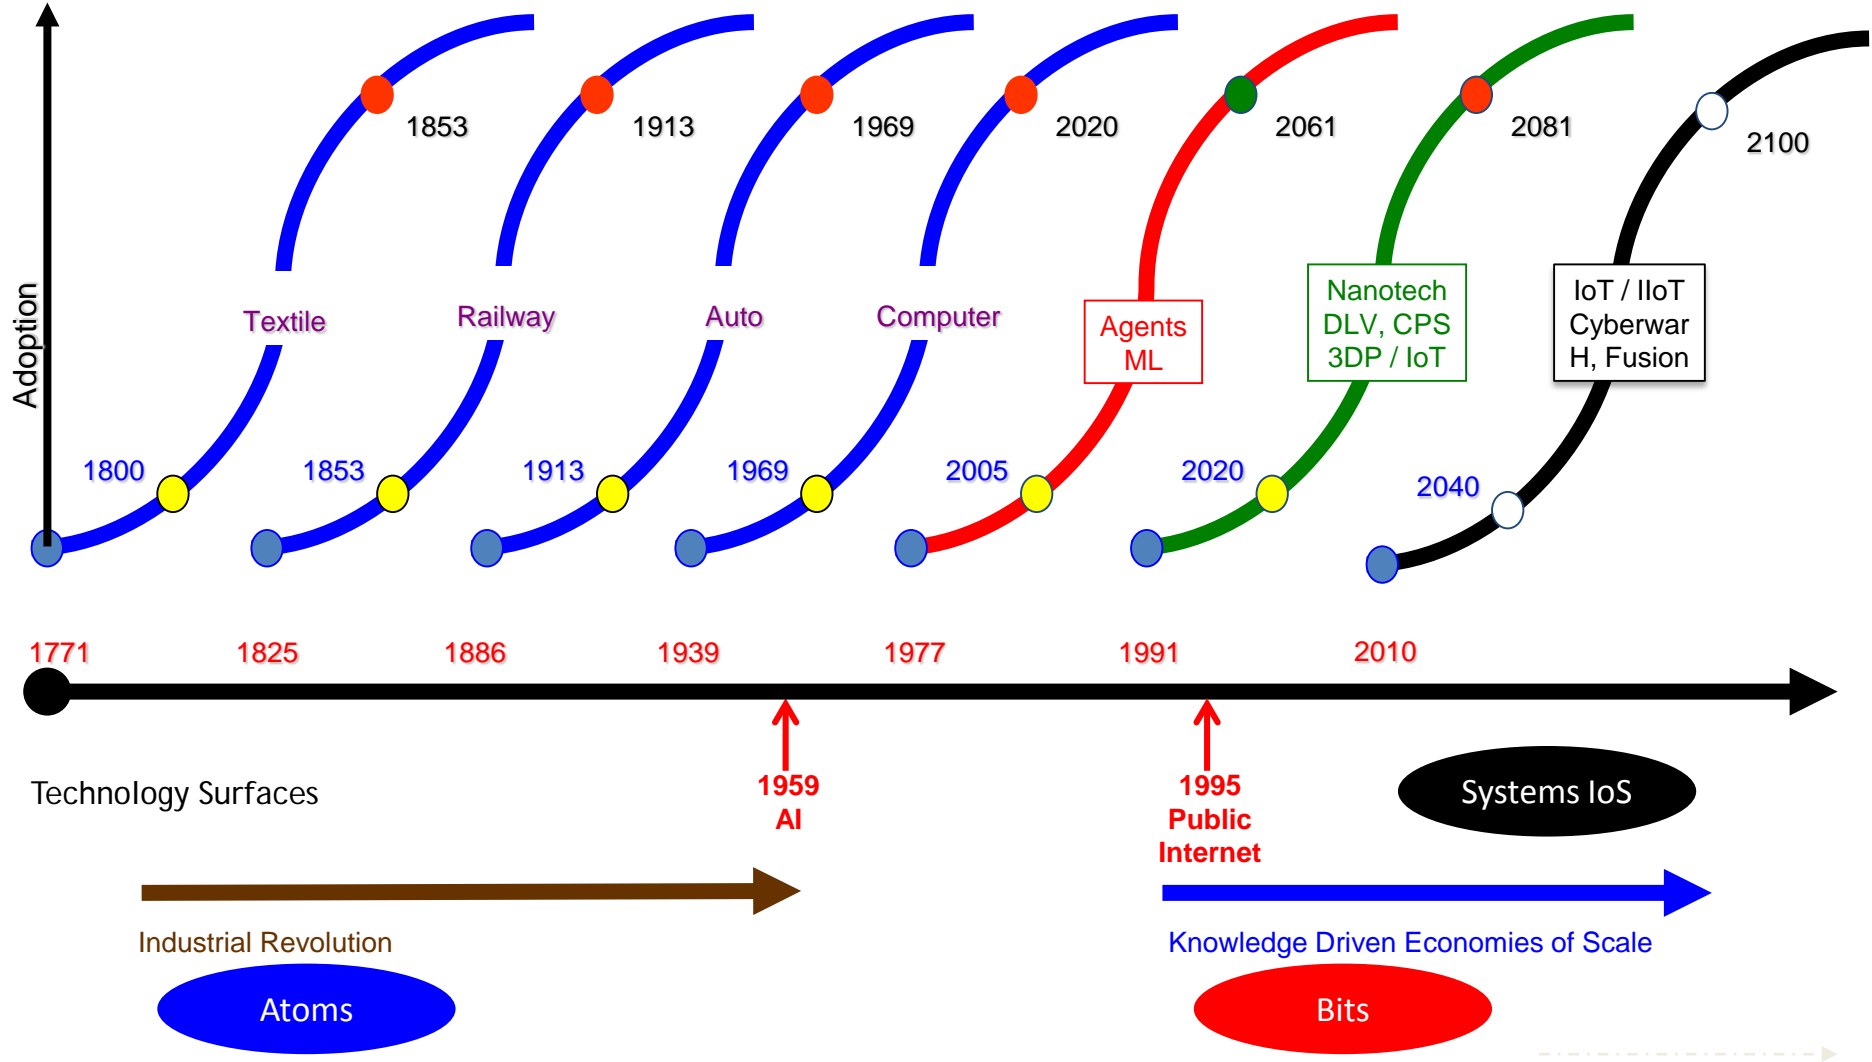 1853
1913
1969
2020
2061
2081
2100
Adoption
Textile
Railway
Auto
Computer
Agents
ML
Nanotech
DLV, CPS
3DP / IoT
IoT / IIoT
Cyberwar
H, Fusion
1800
1853
1913
1969
2005
2020
2040
1771
1825
1886
1939
1977
1991
2010
Technology Surfaces
1959
AI
1995
Public
Internet
Systems IoS
Industrial Revolution
Knowledge Driven Economies of Scale
Atoms
Bits